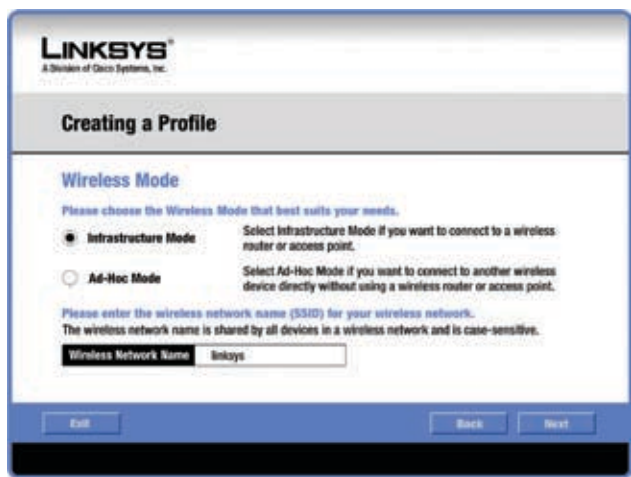 LINKSYS®
A Division of Cisco Systems, Inc.
Creating a Profile
Wireless Mode
Please choose the Wireless Mode that best suits your needs.
Infrastructure Mode
Select Infrastructure Mode if you want to connect to a wireless
router or access point.
Ad-Hoc Mode
Select Ad-Hoc Mode if you want to connect to another wireless
device directly without using a wireless router or access point.
Please enter the wireless network name (SSID) for your wireless network.
The wireless network name is shared by all devices in a wireless network and is case-sensitive.
Wireless Network Name linksys
Exit Back Next